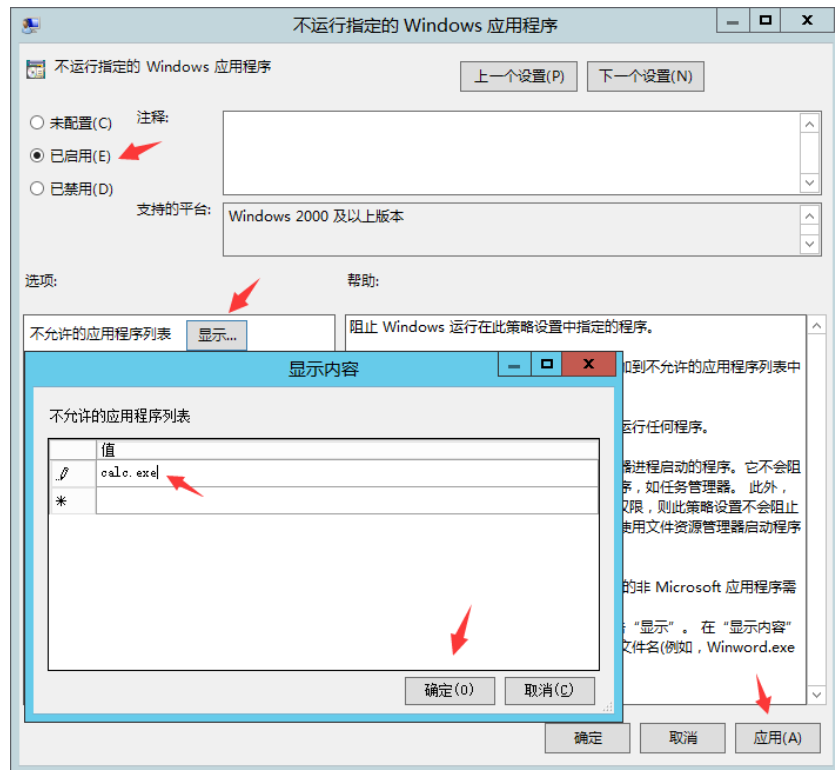 不运行指定的 Windows 应用程序
不运行指定的 Windows 应用程序
上一个设置(P)
下一个设置(N)
未配置(C)
注释:
已启用(E)
已禁用(D)
支持的平台:
Windows 2000 及以上版本
选项:
帮助:
不允许的应用程序列表
显示...
阻止 Windows 运行在此策略设置中指定的程序。
加到不允许的应用程序列表中
运行任何程序。
器进程启动的程序。它不会阻
序，如任务管理器。 此外，
权限，则此策略设置不会阻止
使用文件资源管理器启动程序
的非 Microsoft 应用程序需
“显示”。 在“显示内容”
文件名(例如，Winword.exe
显示内容
不允许的应用程序列表
值
calc.exe
*
确定(O)
取消(C)
确定
取消
应用(A)